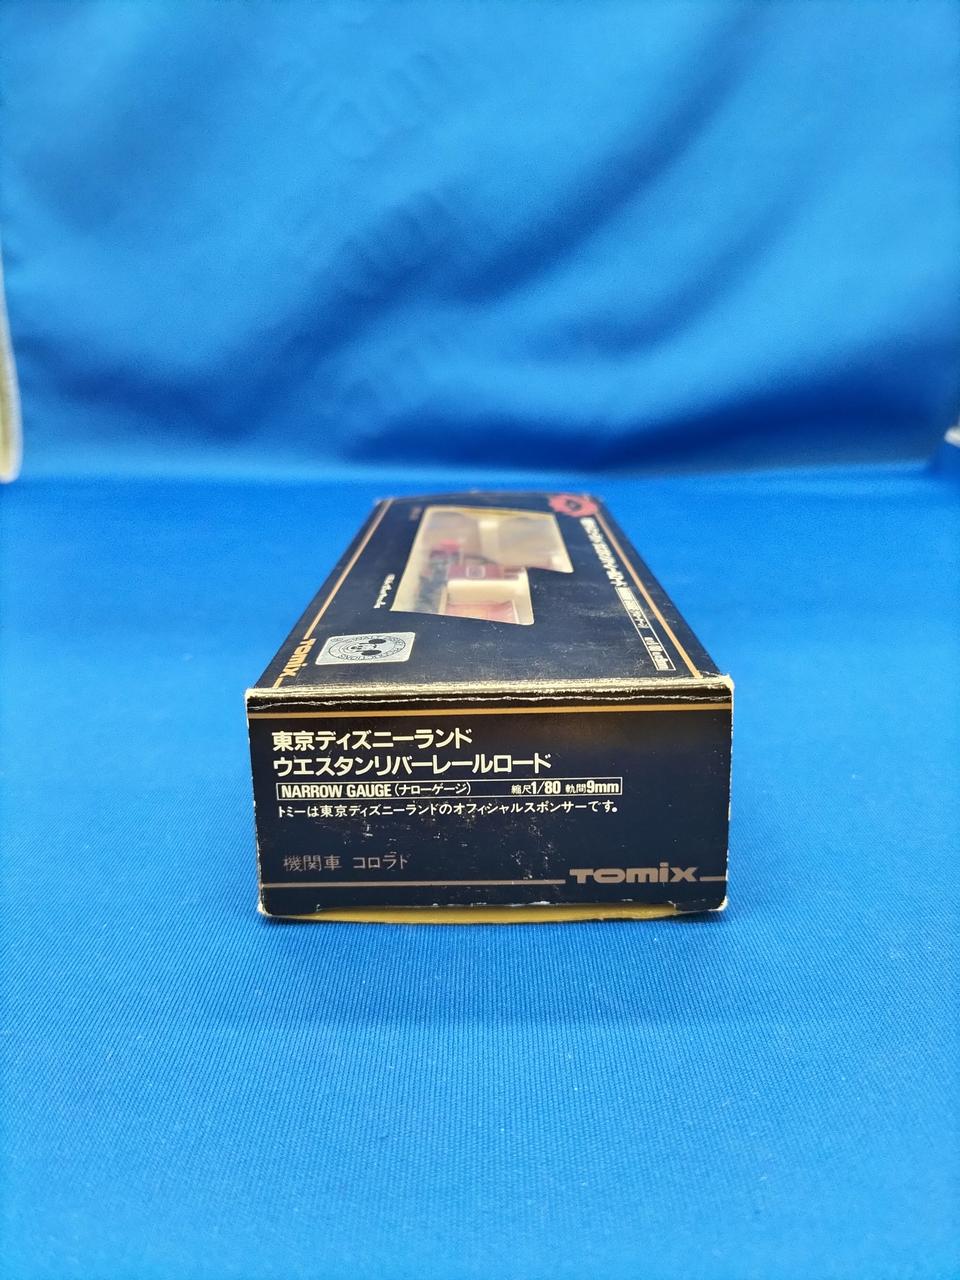 TOMIX
東京ディズニーランド
ウエスタンリバーレールロード
NARROW GAUGE(ナローゲージ) 縮尺1/80 軌間9mm
トミーは東京ディズニーランドのオフィシャルスポンサーです。
機関車 コロラド
TOMIX